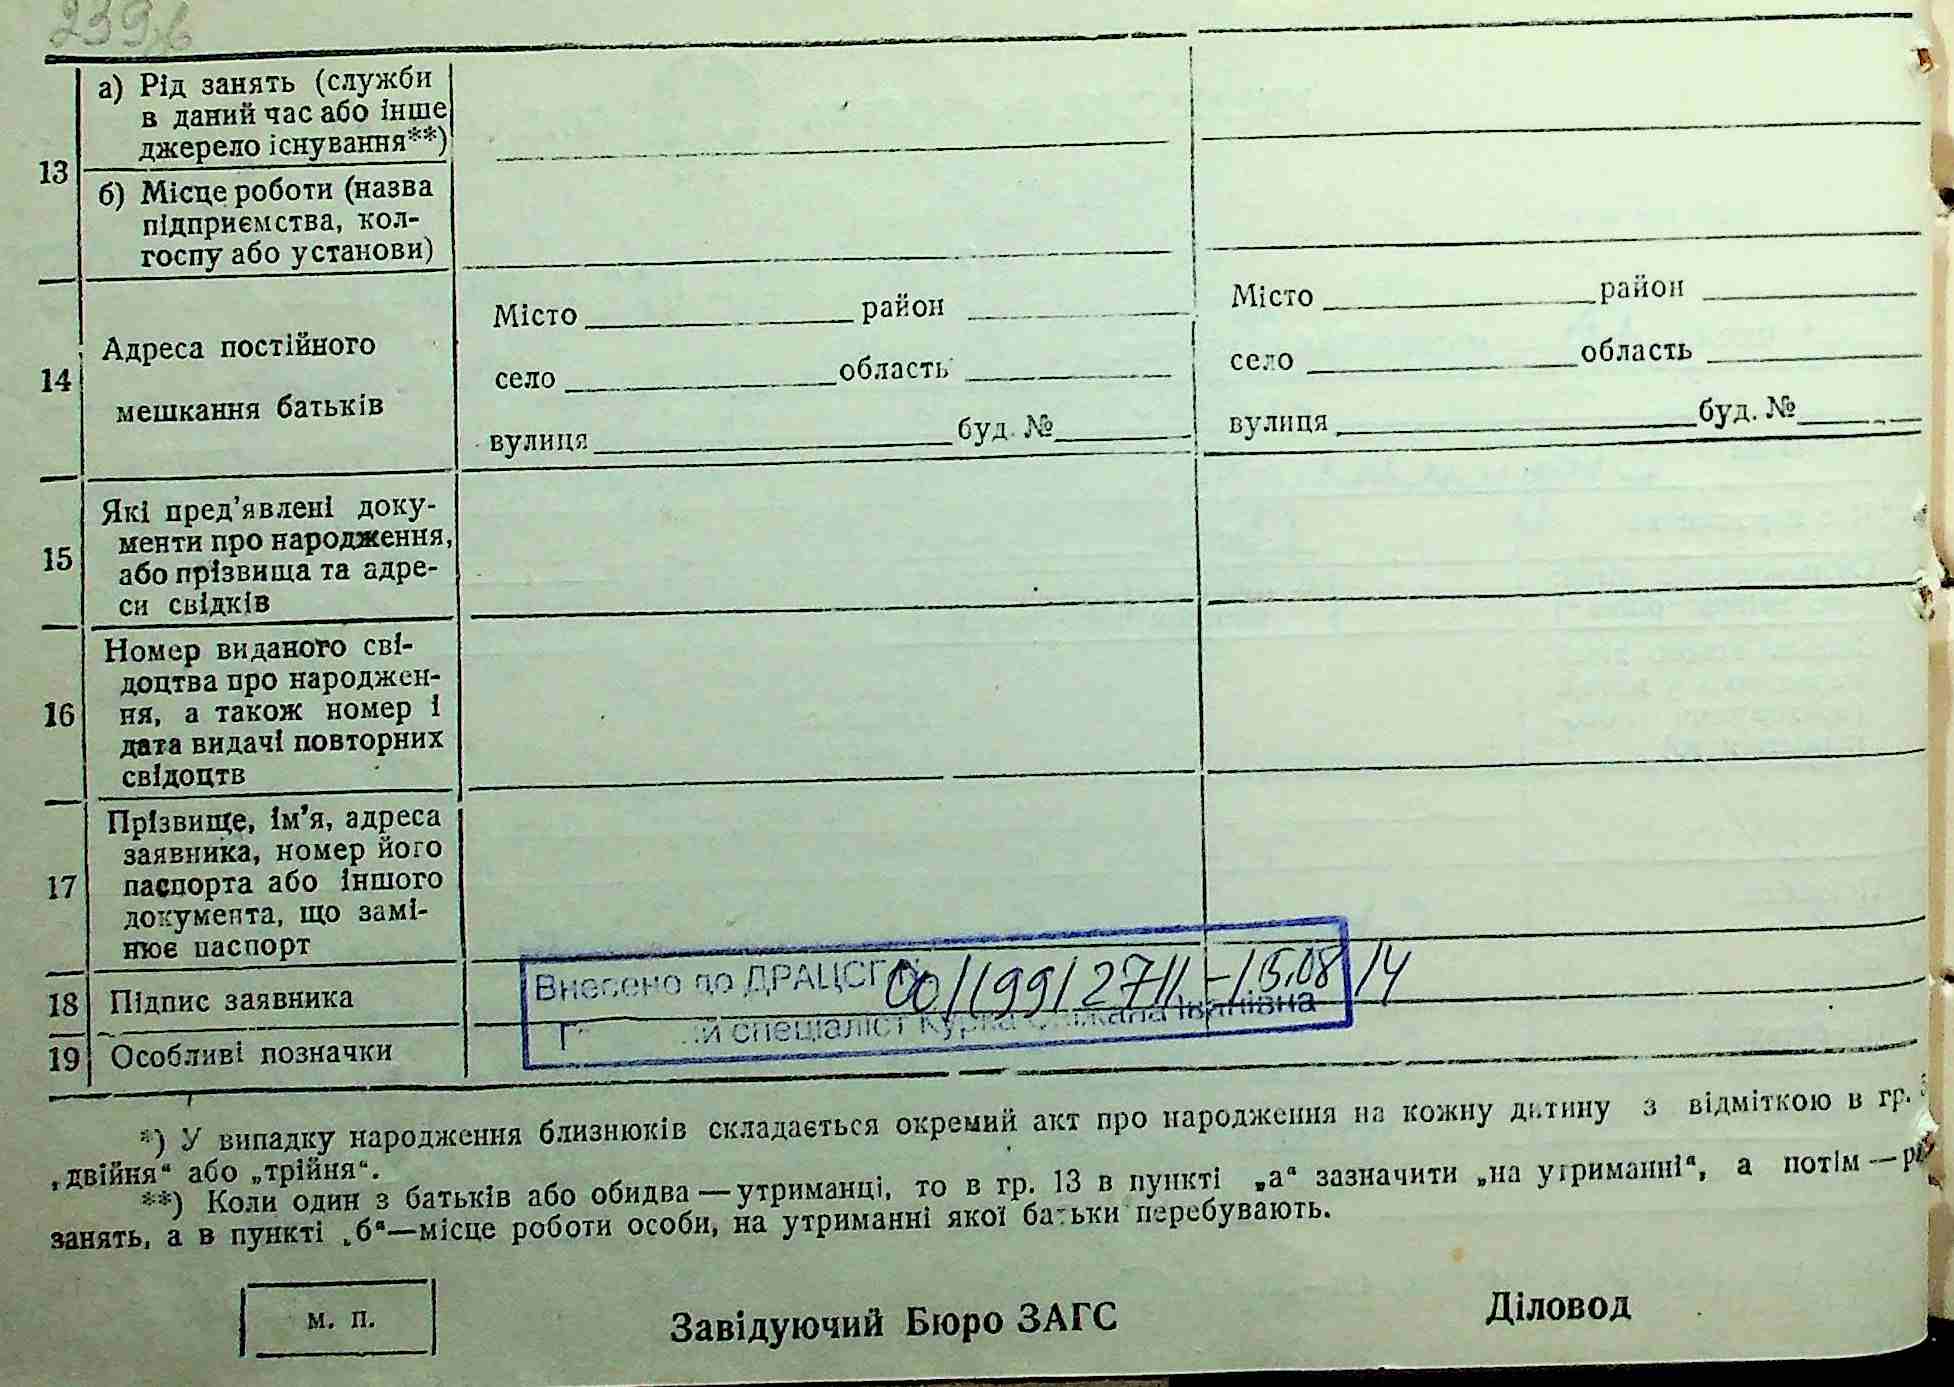 239
13
а) Рід занять (служби
в даний час або інше
джерело існування**)
б) Місце роботи (назва
підприємства, кол-
госпу або установи)
14
Адреса постійного
мешкання батьків
Місто район
село область
вулиця буд. №
Місто район
село область
вулиця буд. №
15
Які пред’явлені доку-
менти про народження,
або прізвища та адре-
си свідків
16
Номер виданого сві-
доцтва про народжен-
ня, а також номер і
дата видачі повторних
свідоцтв
17
Прізвище, ім’я, адреса
заявника, номер його
паспорта або іншого
документа, що замі-
нює паспорт
18 Підпис заявника
19 Особливі позначки
Внесено до ДРАЦСГ 15.08.14
спеціаліст Курка Іванівна
*) У випадку народження близнюків складається окремий акт про народження на кожну дитину з відміткою в гр.
„двійня“ або „трійня“.
**) Коли один з батьків або обидва — утриманці, то в гр. 13 в пункті „а“ зазначити „на утриманні“, а потім —
занять, а в пункті „б“—місце роботи особи, на утриманні якої батьки перебувають.
м. п.
Завідуючий Бюро ЗАГС
Діловод